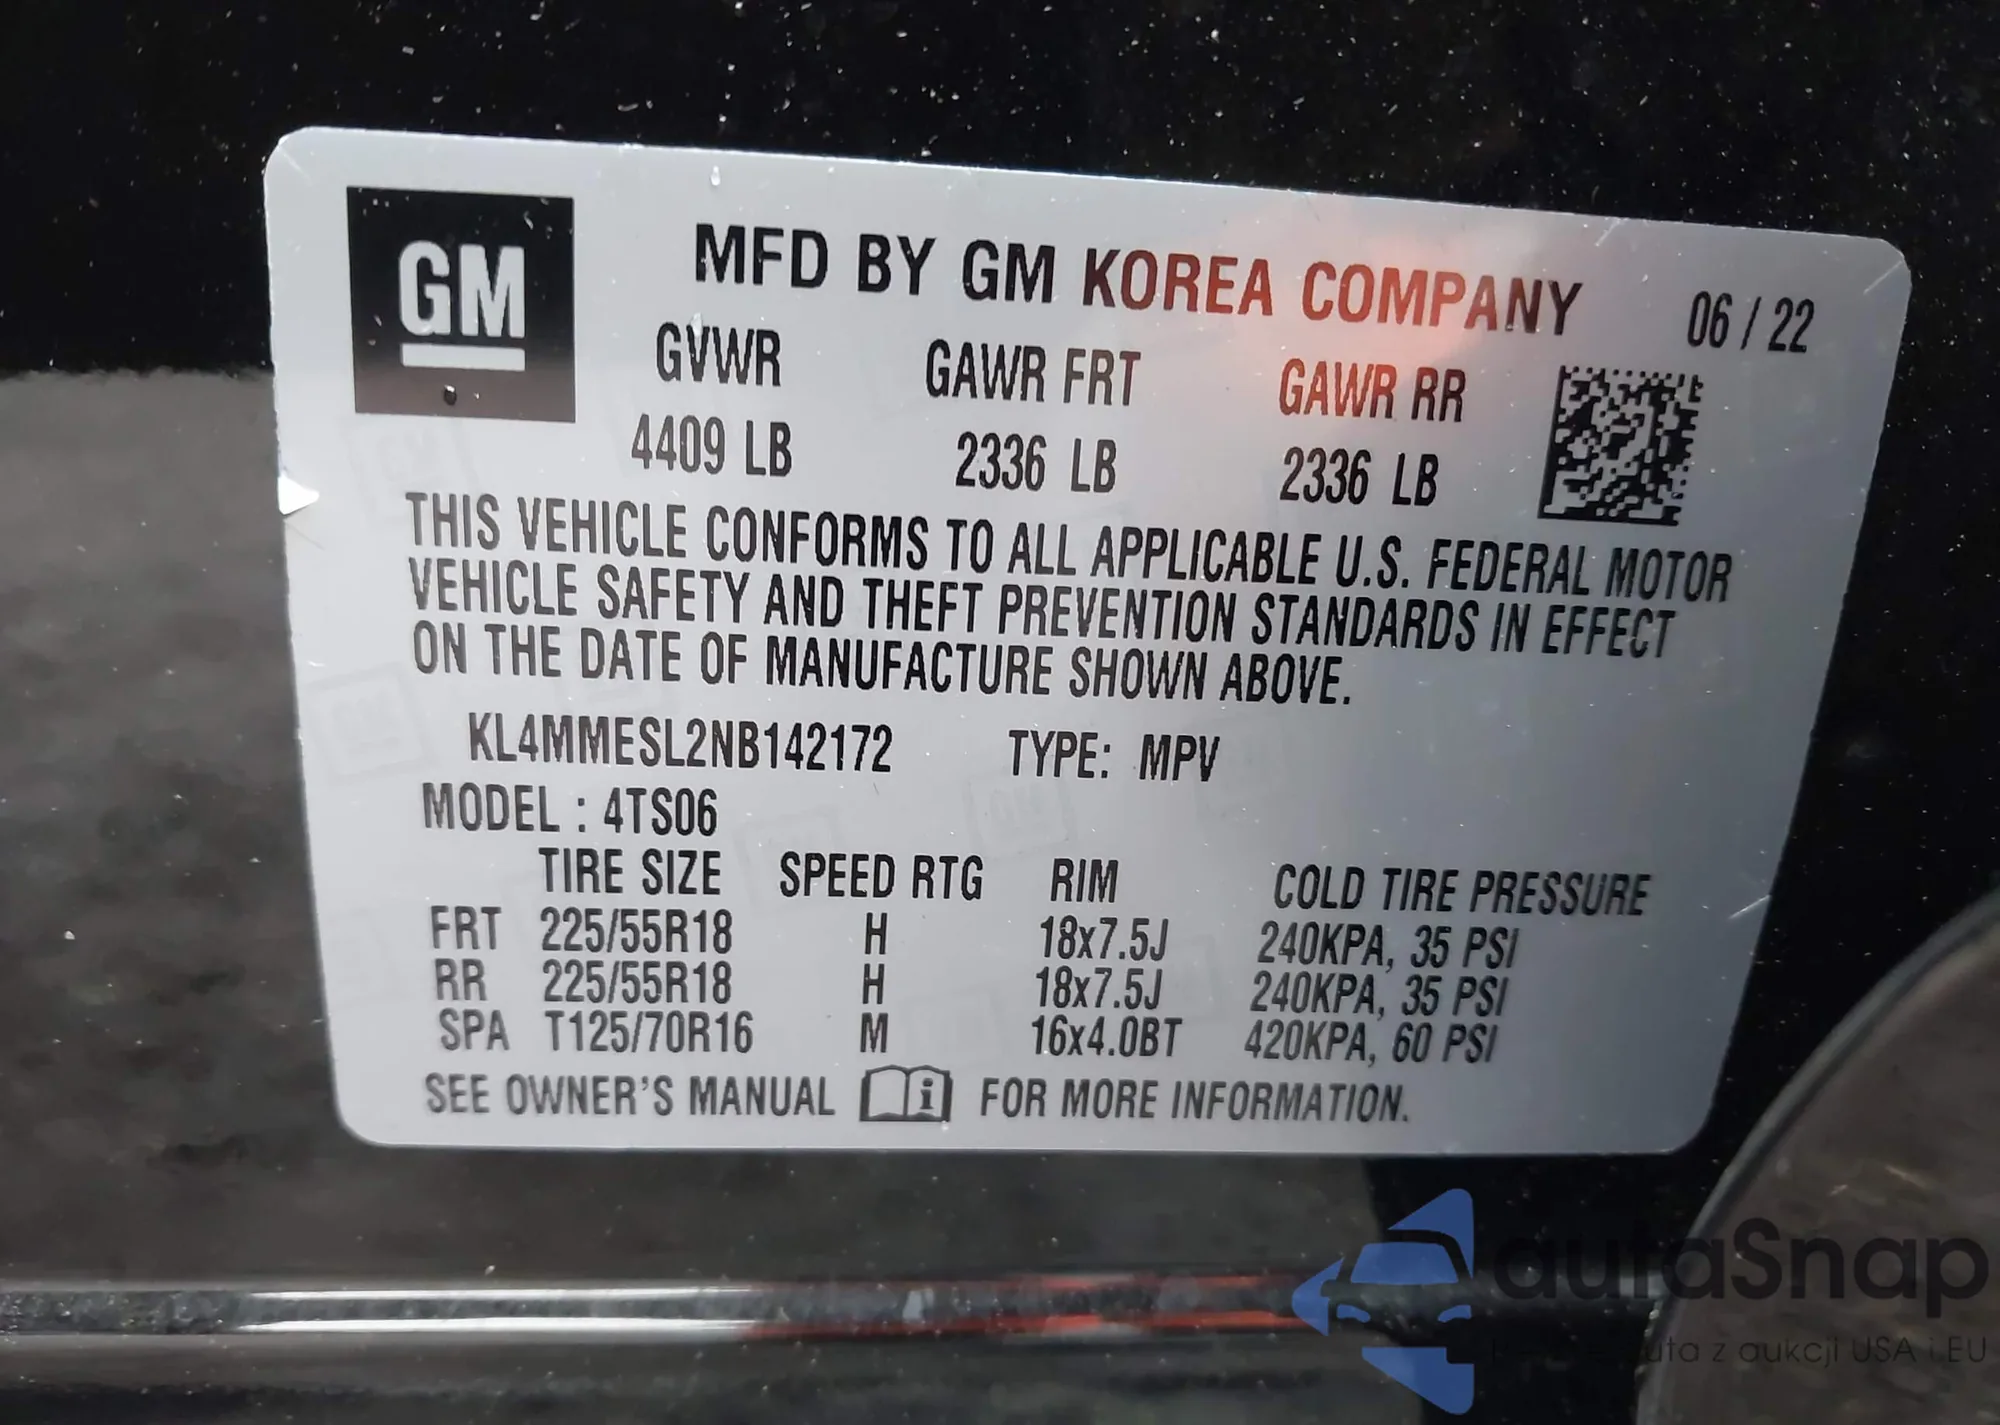 GM
MFD BY GM KOREA COMPANY 06 / 22
GVWR GAWR FRT GAWR RR
4409 LB 2336 LB 2336 LB
THIS VEHICLE CONFORMS TO ALL APPLICABLE U.S. FEDERAL MOTOR
VEHICLE SAFETY AND THEFT PREVENTION STANDARDS IN EFFECT
ON THE DATE OF MANUFACTURE SHOWN ABOVE.
KL4MMESL2NB142172 TYPE: MPV
MODEL : 4TS06
TIRE SIZE SPEED RTG RIM COLD TIRE PRESSURE
FRT 225/55R18 H 18x7.5J 240KPA, 35 PSI
RR 225/55R18 H 18x7.5J 240KPA, 35 PSI
SPA T125/70R16 M 16x4.0BT 420KPA, 60 PSI
SEE OWNER'S MANUAL i FOR MORE INFORMATION.
autaSnap
auta z aukcji USA i EU